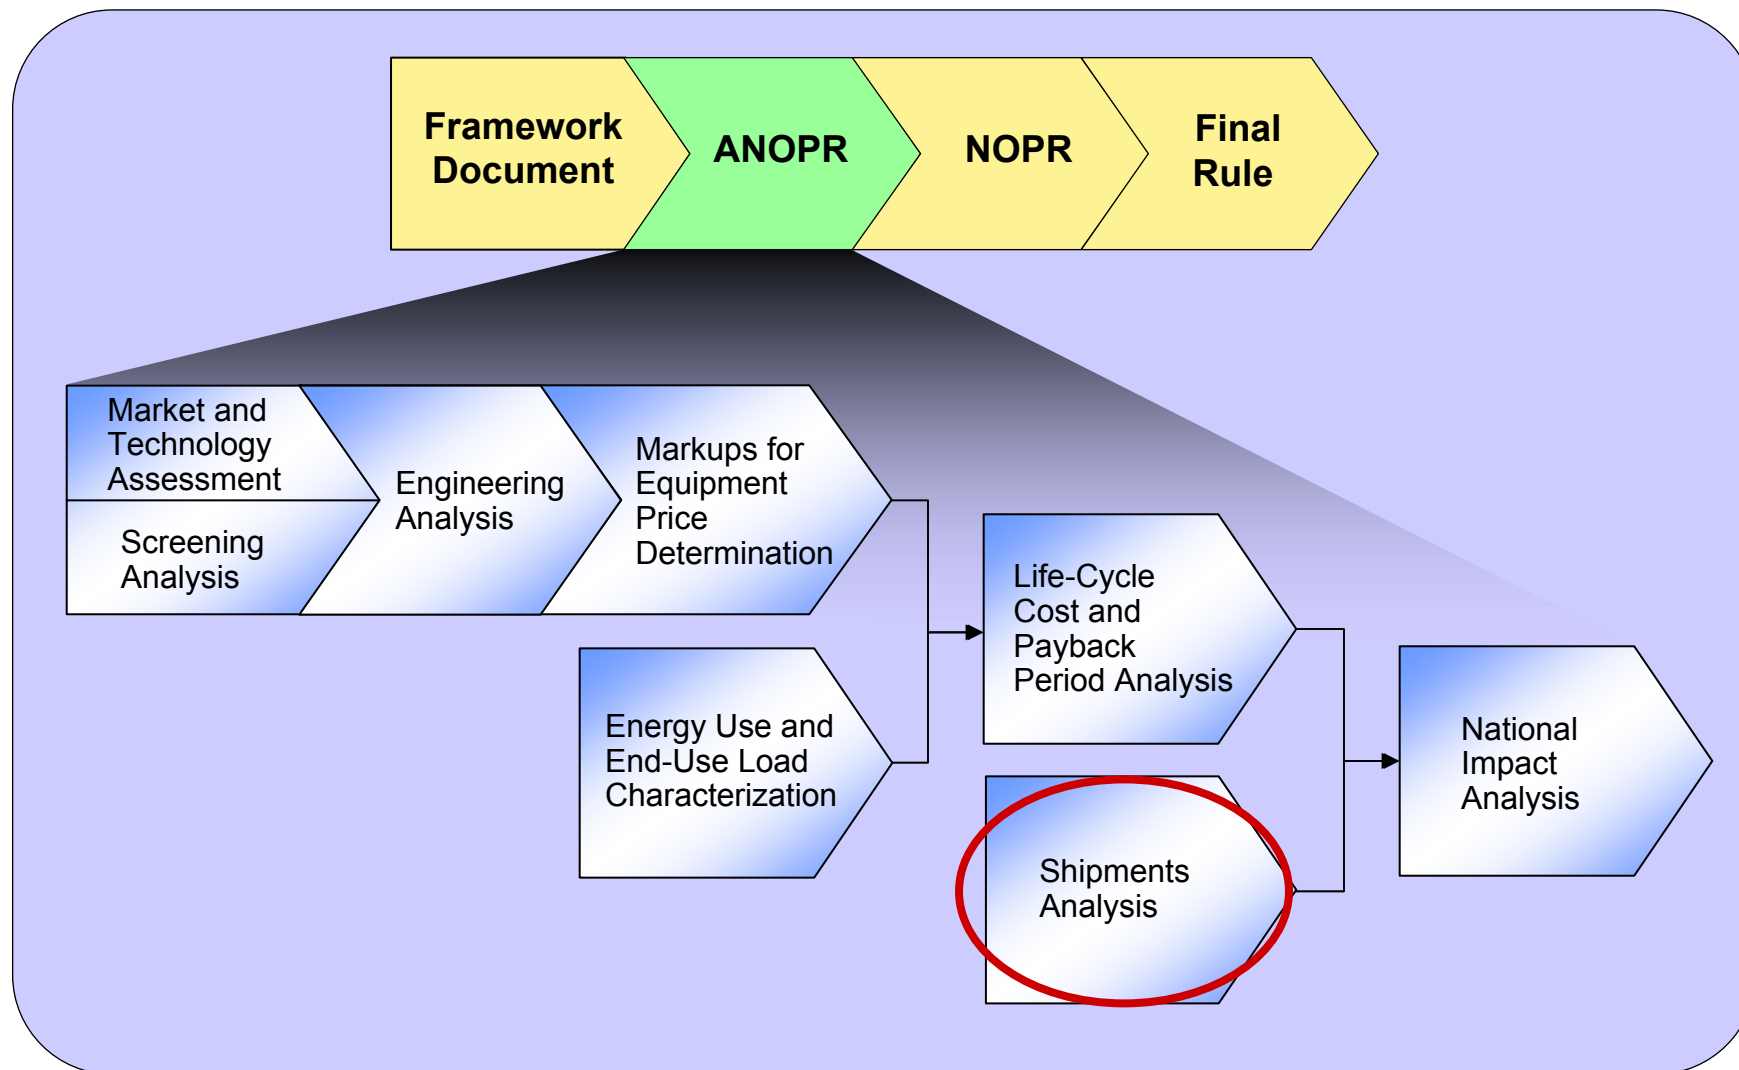 Framework
Document
ANOPR
NOPR
Final
Rule
Market and
Technology
Assessment
Screening
Analysis
Engineering
Analysis
Markups for
Equipment
Price
Determination
Energy Use and
End-Use Load
Characterization
Life-Cycle
Cost and
Payback
Period Analysis
Shipments
Analysis
National
Impact
Analysis